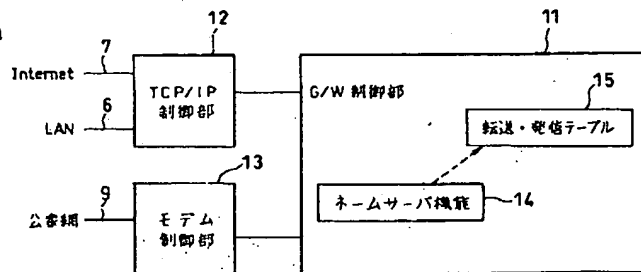 12
11
7
Internet
TCP/IP
制御部
G/W 制御部
15
転送・発信テーブル
6
LAN
13
9
公衆網
モデム
制御部
ネームサーバ機能
14